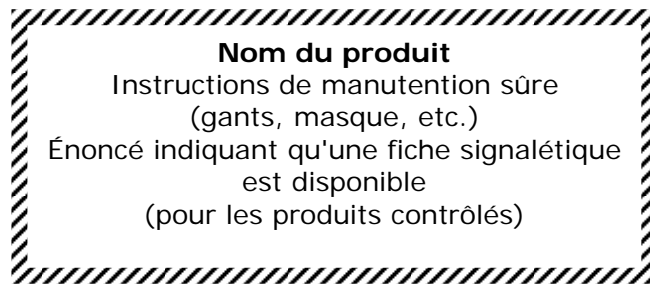 Nom du produit
Instructions de manutention sûre
(gants, masque, etc.)
Énoncé indiquant qu'une fiche signalétique
est disponible
(pour les produits contrôlés)